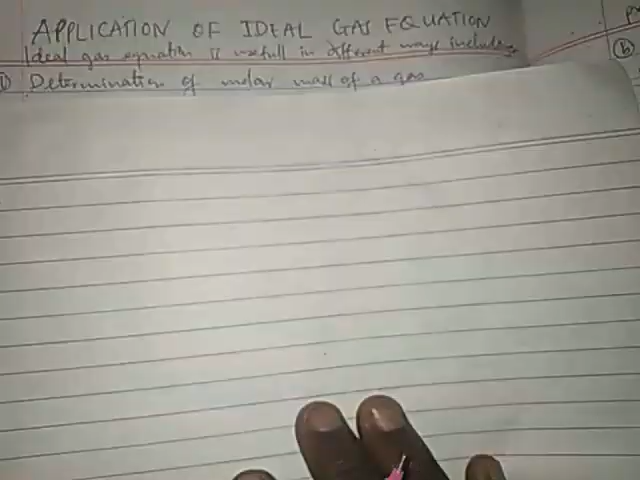 APPLICATION OF IDEAL GAS EQUATION
Ideal gas equation is usefull in different ways including
① Determination of molar mass of a gas
(b)